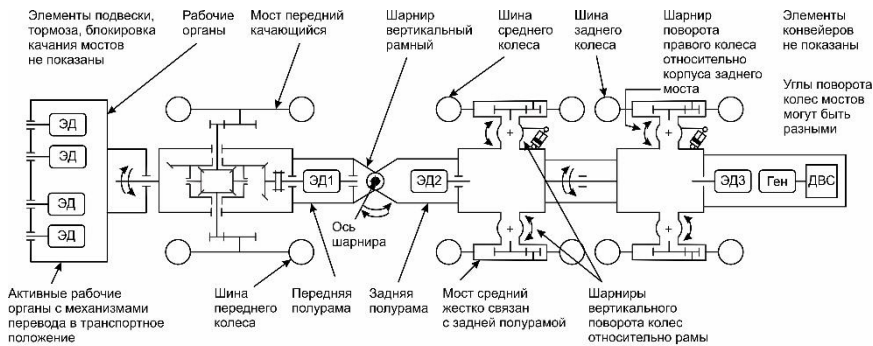 Элементы подвески,
тормоза, блокировка
качания мостов
не показаны
Рабочие
органы
Мост передний
качающийся
Шарнир
вертикальный
рамный
Шина
среднего
колеса
Шина
заднего
колеса
Шарнир
поворота
правого колеса
относительно
корпуса заднего
моста
Элементы
конвейеров
не показаны
Углы поворота
колес мостов
могут быть
разными
ЭД
ЭД
ЭД
ЭД
ЭД1
ЭД2
ЭД3
Ген
ДВС
Ось
шарнира
Активные рабочие
органы с механизмами
перевода в транспортное
положение
Шина
переднего
колеса
Передняя
полурама
Задняя
полурама
Мост средний
жестко связан
с задней полурамой
Шарниры
вертикального
поворота колес
относительно рамы